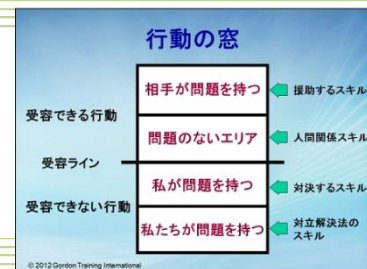 行動の窓
相手が問題を持つ
援助するスキル
受容できる行動
問題のないエリア
人間関係スキル
受容ライン
私が問題を持つ
対決するスキル
受容できない行動
私たちが問題を持つ
対立解決法の
スキル
© 2012 Gordon Training International